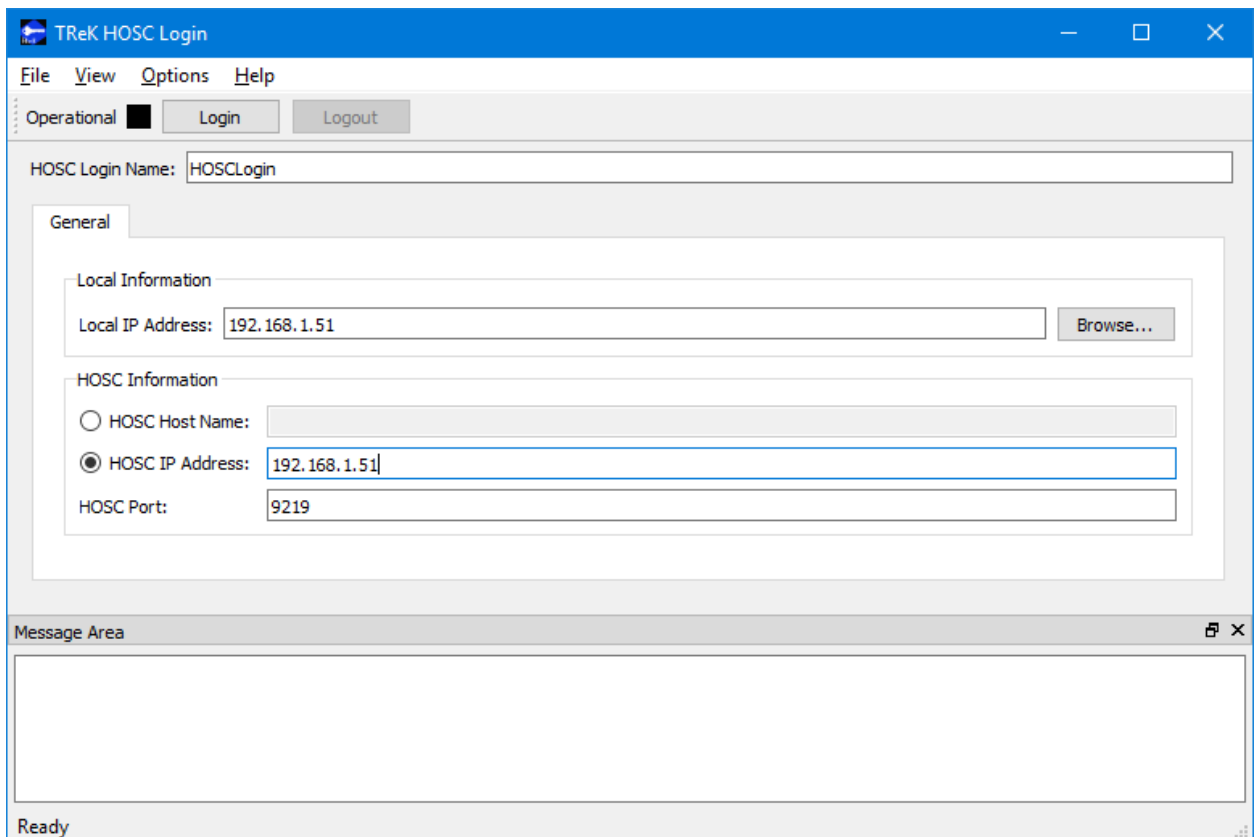 TReK HOSC Login
File View Options Help
Operational Login Logout
HOSC Login Name: HOSCLogin
General
Local Information
Local IP Address: 192.168.1.51 Browse...
HOSC Information
HOSC Host Name:
HOSC IP Address: 192.168.1.51
HOSC Port: 9219
Message Area
Ready